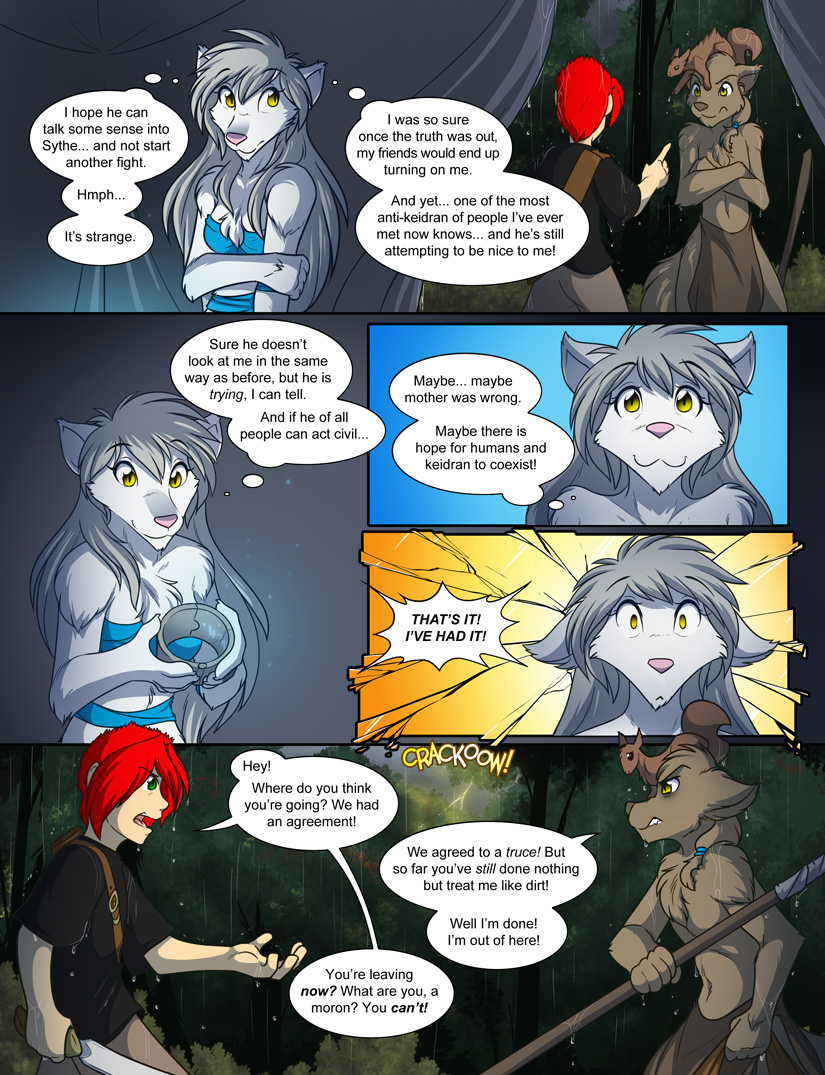 I hope he can
talk some sense into
Sythe... and not start
another fight.
Hmph...
It's strange.
I was so sure
once the truth was out,
my friends would end up
turning on me.
And yet... one of the most
anti-keidran of people I've ever
met now knows... and he's still
attempting to be nice to me!
Sure he doesn't
look at me in the same
way as before, but he is
trying, I can tell.
And if he of all
people can act civil...
Maybe... maybe
mother was wrong.
Maybe there is
hope for humans and
keidran to coexist!
THAT'S IT!
I'VE HAD IT!
CRACKOOW!
Hey!
Where do you think
you're going? We had
an agreement!
We agreed to a truce! But
so far you've still done nothing
but treat me like dirt!
Well I'm done!
I'm out of here!
You're leaving
now? What are you, a
moron? You can't!